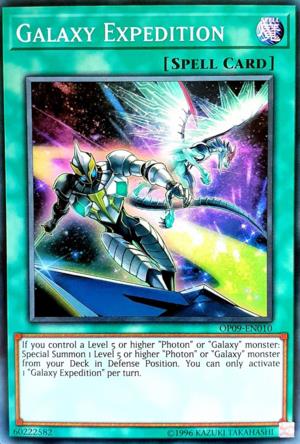 GALAXY EXPEDITION
[SPELL CARD]
OP09-EN010
If you control a Level 5 or higher "Photon" or "Galaxy" monster:
Special Summon 1 Level 5 or higher "Photon" or "Galaxy" monster
from your Deck in Defense Position. You can only activate
1 "Galaxy Expedition" per turn.
60222582
©1996 KAZUKI TAKAHASHI